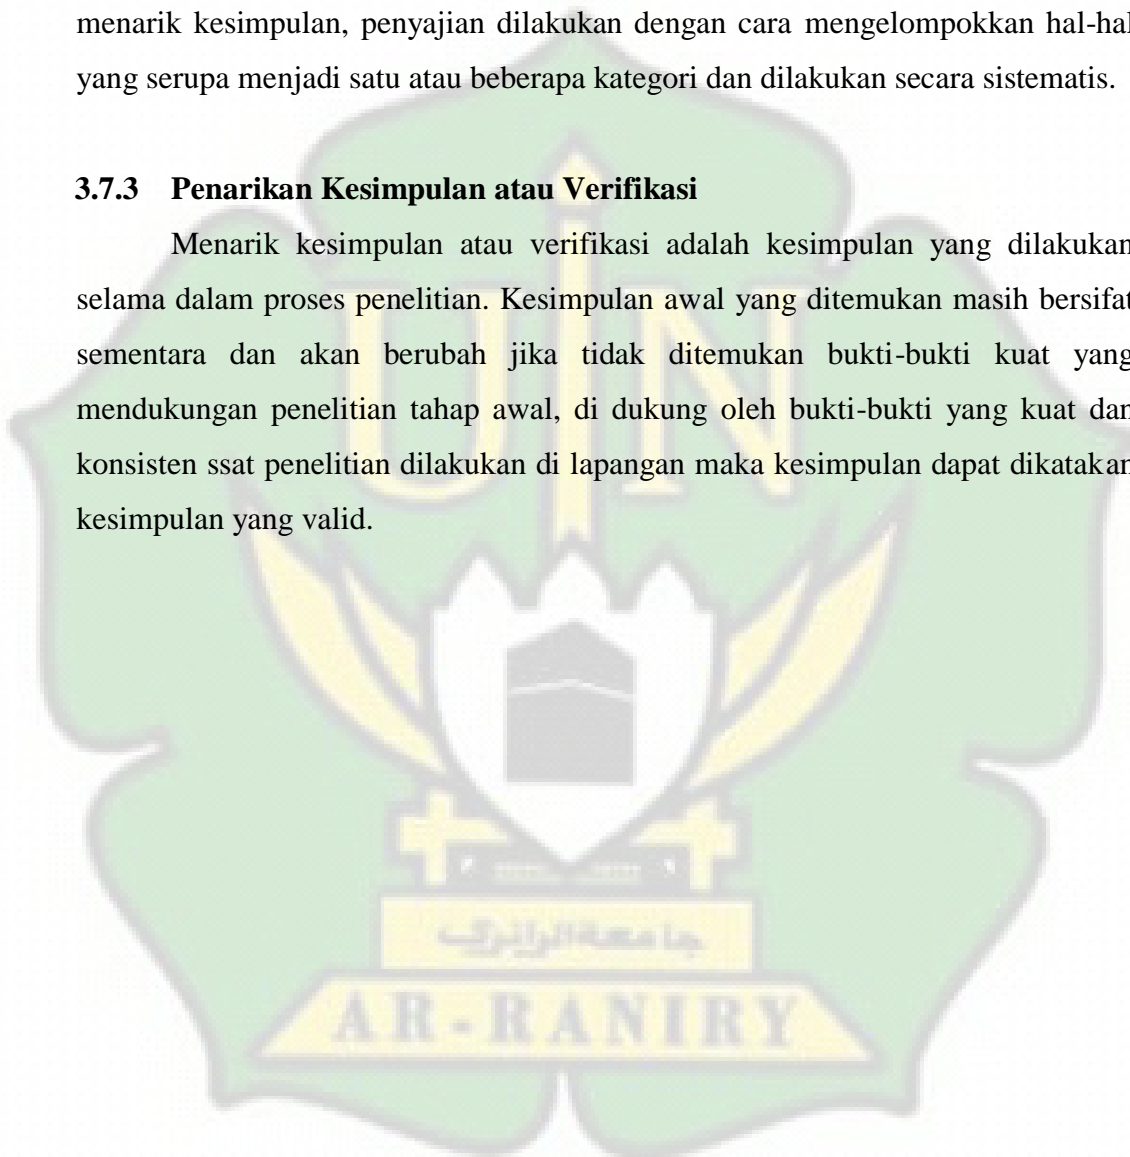 menarik kesimpulan, penyajian dilakukan dengan cara mengelompokkan hal-hal
yang serupa menjadi satu atau beberapa kategori dan dilakukan secara sistematis.
3.7.3 Penarikan Kesimpulan atau Verifikasi
Menarik kesimpulan atau verifikasi adalah kesimpulan yang dilakukan
selama dalam proses penelitian. Kesimpulan awal yang ditemukan masih bersifat
sementara dan akan berubah jika tidak ditemukan bukti-bukti kuat yang
mendukungan penelitian tahap awal, di dukung oleh bukti-bukti yang kuat dan
konsisten ssat penelitian dilakukan di lapangan maka kesimpulan dapat dikatakan
kesimpulan yang valid.
UIN
جامعة الرانري
AR-RANIRY